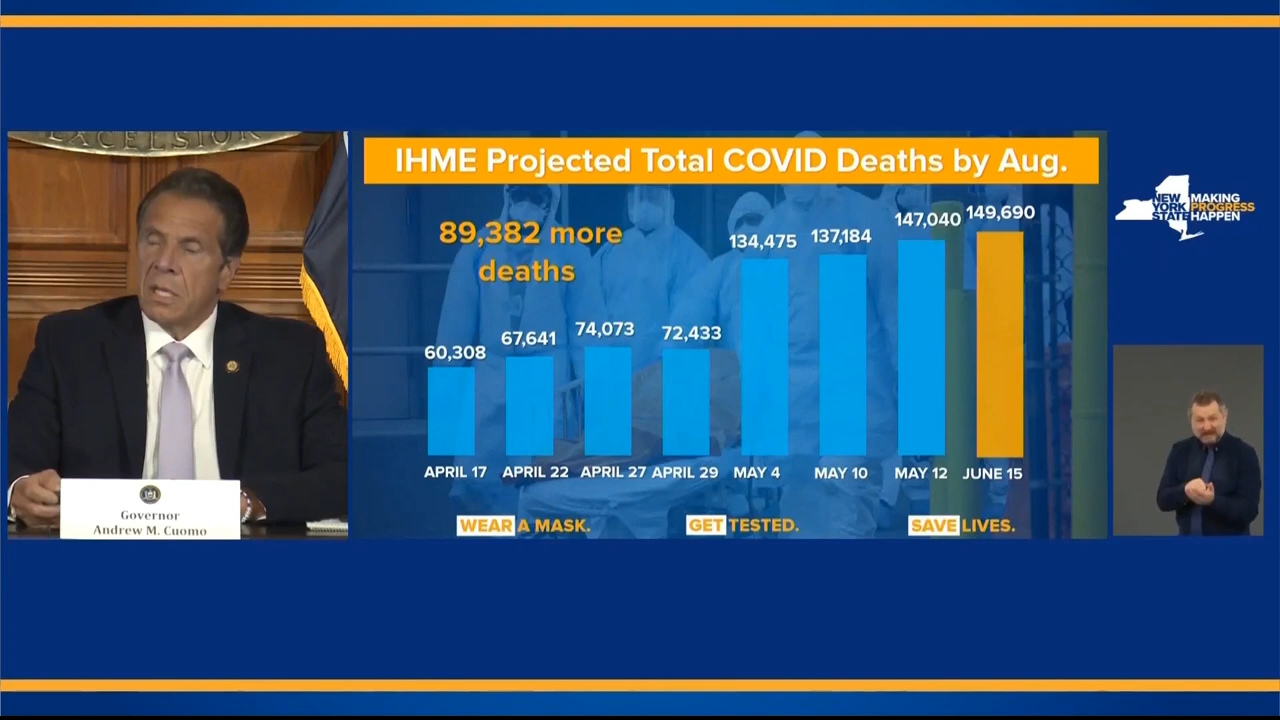 EXCELSIOR
Governor
Andrew M. Cuomo
IHME Projected Total COVID Deaths by Aug.
89,382 more
deaths
60,308
67,641
74,073
72,433
134,475
137,184
147,040
149,690
APRIL 17
APRIL 22
APRIL 27
APRIL 29
MAY 4
MAY 10
MAY 12
JUNE 15
WEAR A MASK.
GET TESTED.
SAVE LIVES.
NEW
YORK
STATE
MAKING
PROGRESS
HAPPEN